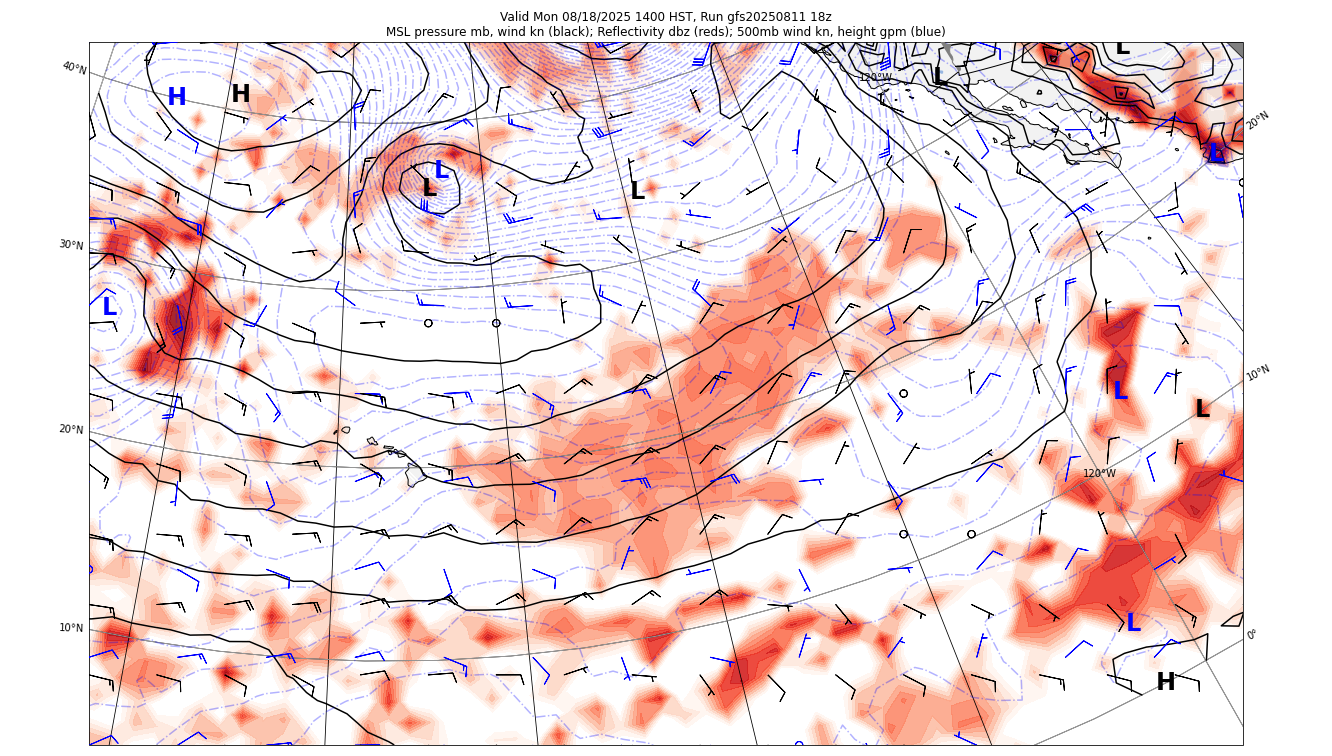 Valid Mon 08/18/2025 1400 HST, Run gfs20250811 18z
MSL pressure mb, wind kn (black); Reflectivity dbz (reds); 500mb wind kn, height gpm (blue)
L
40°N
120°W
L
H
H
20°N
L
L
L
L
30°N
L
10°N
L
L
20°N
120°W
10°N
L
0°
H